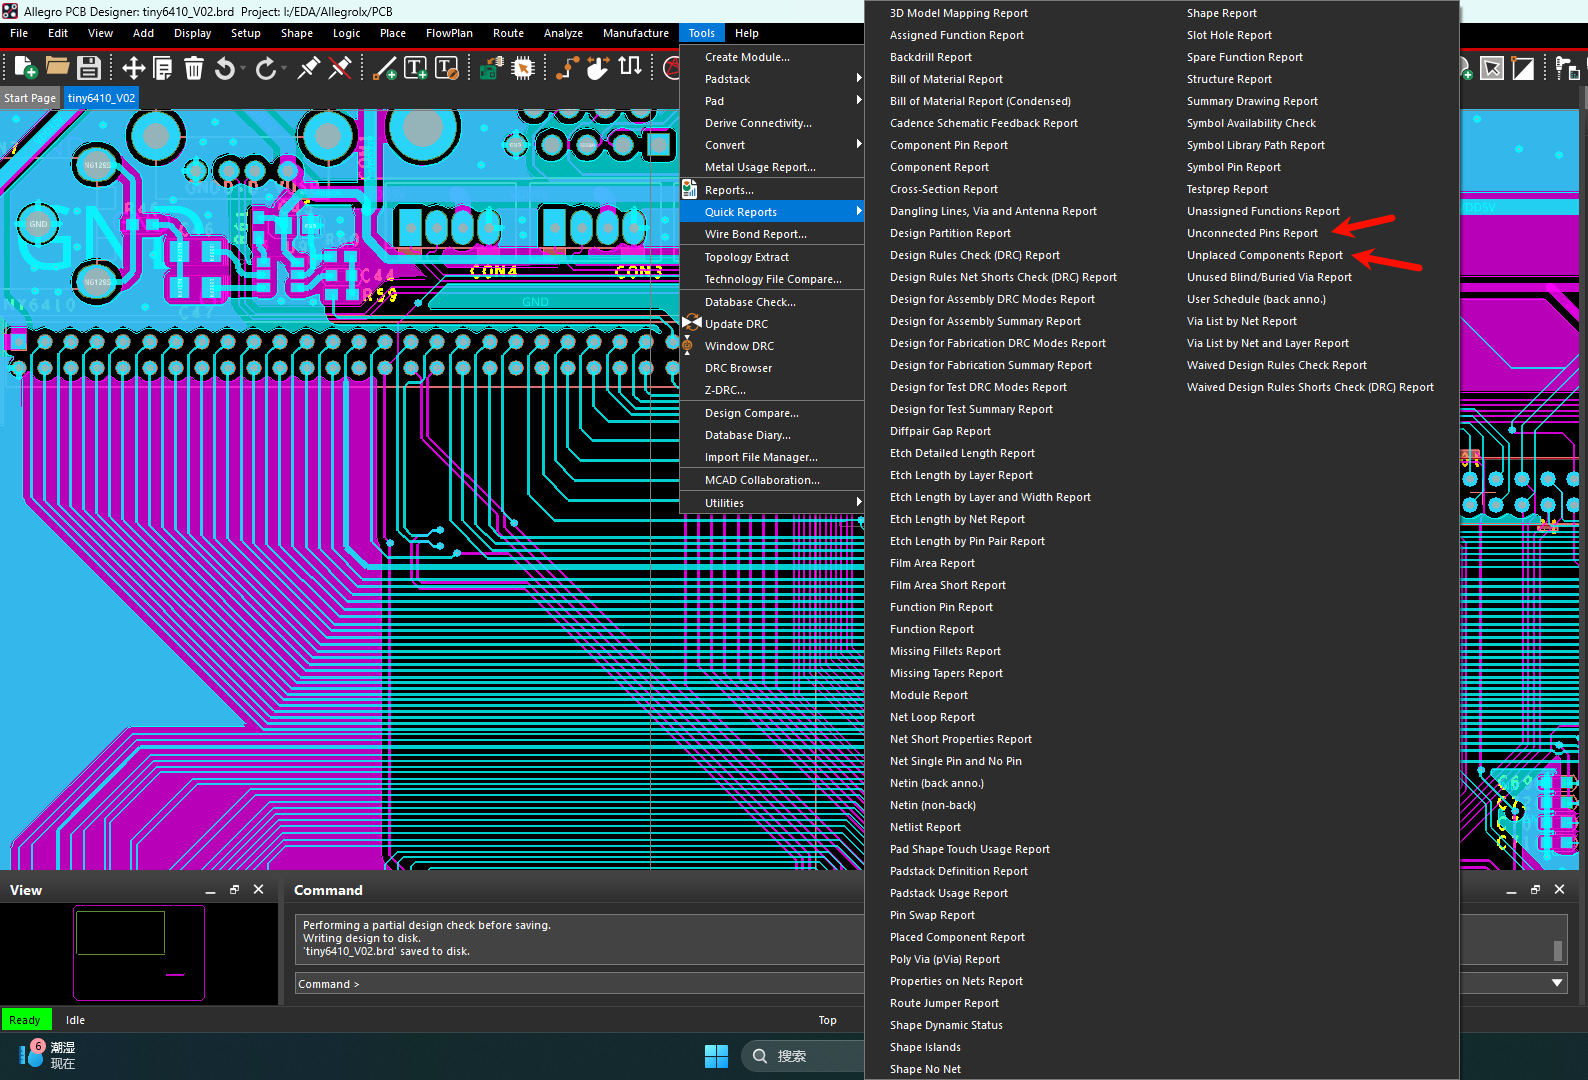 Allegro PCB Designer: tiny6410_V02.brd  Project: I:/EDA/Allegrolx/PCB
File Edit View Add Display Setup Shape Logic Place FlowPlan Route Analyze Manufacture Tools Help
Start Page tiny6410_V02
Create Module...
Padstack
Pad
Derive Connectivity...
Convert
Metal Usage Report...
Reports...
Quick Reports
Wire Bond Report...
Topology Extract
Technology File Compare...
Database Check...
Update DRC
Window DRC
DRC Browser
Z-DRC...
Design Compare...
Database Diary...
Import File Manager...
MCAD Collaboration...
Utilities
3D Model Mapping Report
Assigned Function Report
Backdrill Report
Bill of Material Report
Bill of Material Report (Condensed)
Cadence Schematic Feedback Report
Component Pin Report
Component Report
Cross-Section Report
Dangling Lines, Via and Antenna Report
Design Partition Report
Design Rules Check (DRC) Report
Design Rules Net Shorts Check (DRC) Report
Design for Assembly DRC Modes Report
Design for Assembly Summary Report
Design for Fabrication DRC Modes Report
Design for Fabrication Summary Report
Design for Test DRC Modes Report
Design for Test Summary Report
Diffpair Gap Report
Etch Detailed Length Report
Etch Length by Layer Report
Etch Length by Layer and Width Report
Etch Length by Net Report
Etch Length by Pin Pair Report
Film Area Report
Film Area Short Report
Function Pin Report
Function Report
Missing Fillets Report
Missing Tapers Report
Module Report
Net Loop Report
Net Short Properties Report
Net Single Pin and No Pin
Netin (back anno.)
Netin (non-back)
Netlist Report
Pad Shape Touch Usage Report
Padstack Definition Report
Padstack Usage Report
Pin Swap Report
Placed Component Report
Poly Via (pVia) Report
Properties on Nets Report
Route Jumper Report
Shape Dynamic Status
Shape Islands
Shape No Net
Shape Report
Slot Hole Report
Spare Function Report
Structure Report
Summary Drawing Report
Symbol Availability Check
Symbol Library Path Report
Symbol Pin Report
Testprep Report
Unassigned Functions Report
Unconnected Pins Report
Unplaced Components Report
Unused Blind/Buried Via Report
User Schedule (back anno.)
Via List by Net Report
Via List by Net and Layer Report
Waived Design Rules Check Report
Waived Design Rules Shorts Check (DRC) Report
GND
GND
CON4
CON3
C44
R59
C47
GND
View
Command
Performing a partial design check before saving.
Writing design to disk.
'tiny6410_V02.brd' saved to disk.
Command >
Ready Idle Top
6 潮湿
现在
搜索